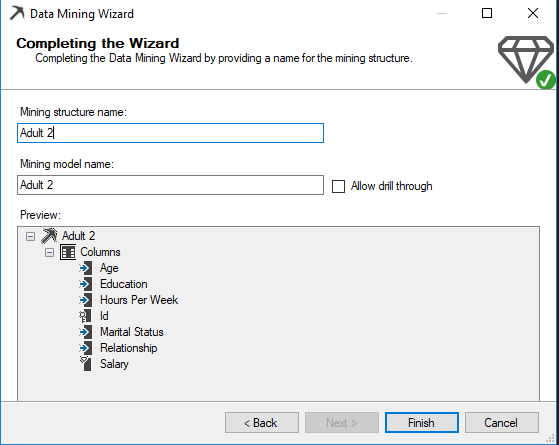 Data Mining Wizard
Completing the Wizard
Completing the Data Mining Wizard by providing a name for the mining structure.
Mining structure name:
Adult 2
Mining model name:
Adult 2
Allow drill through
Preview:
Adult 2
Columns
Age
Education
Hours Per Week
Id
Marital Status
Relationship
Salary
< Back
Next >
Finish
Cancel